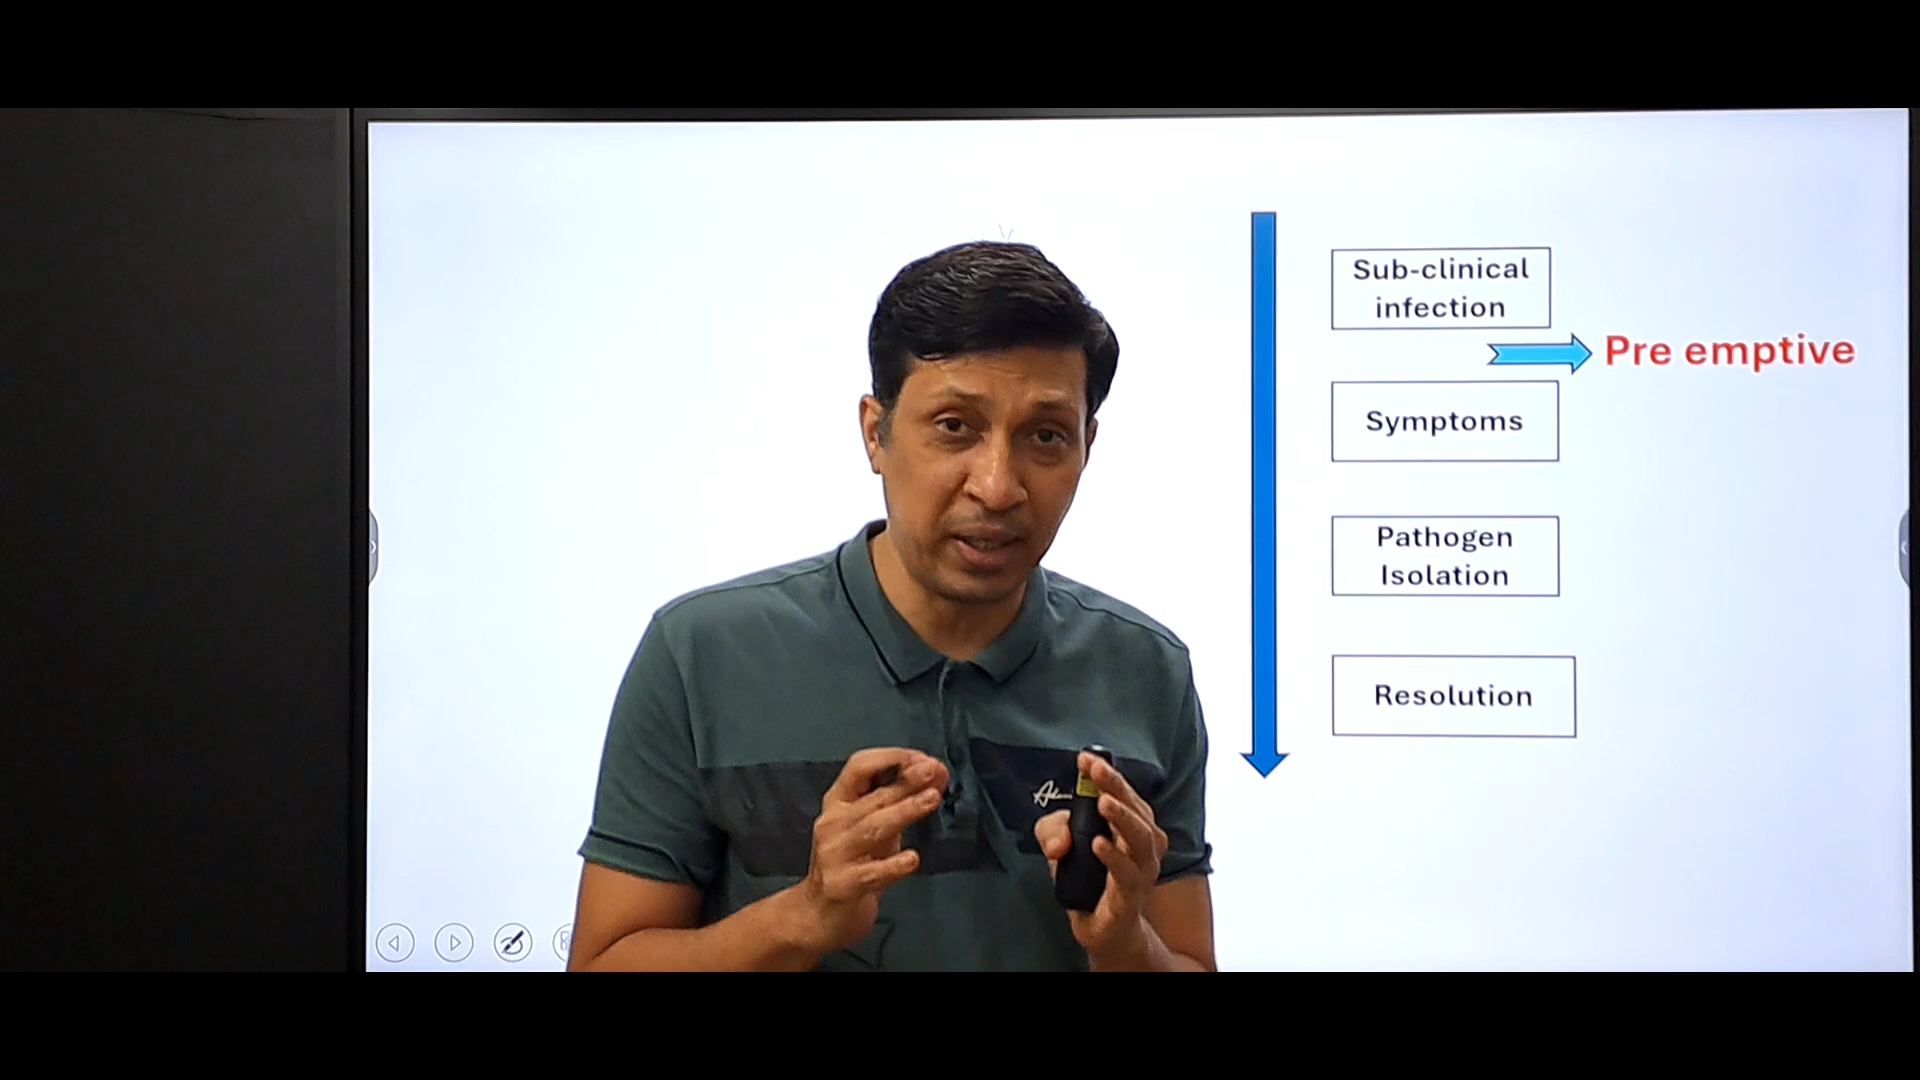 Sub-clinical
infection
Pre emptive
Symptoms
Pathogen
Isolation
Resolution